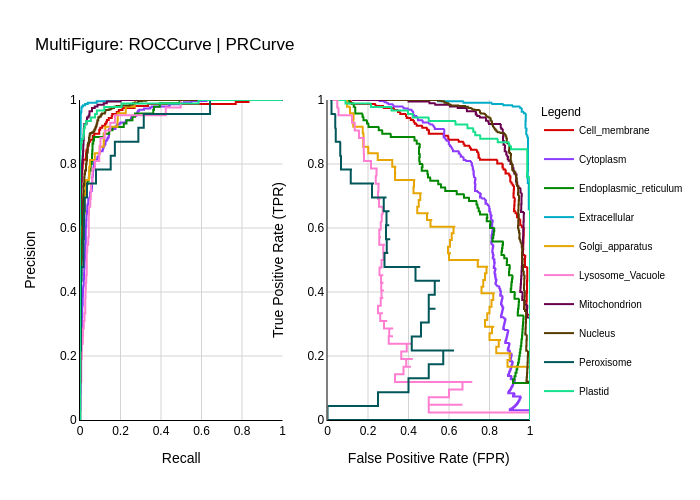 MultiFigure: ROCCurve | PRCurve
1
0.8
0.6
0.4
0.2
0
0
0.2
0.4
0.6
0.8
1
Precision
Recall
1
0.8
0.6
0.4
0.2
0
0
0.2
0.4
0.6
0.8
1
True Positive Rate (TPR)
False Positive Rate (FPR)
Legend
Cell_membrane
Cytoplasm
Endoplasmic_reticulum
Extracellular
Golgi_apparatus
Lysosome_Vacuole
Mitochondrion
Nucleus
Peroxisome
Plastid